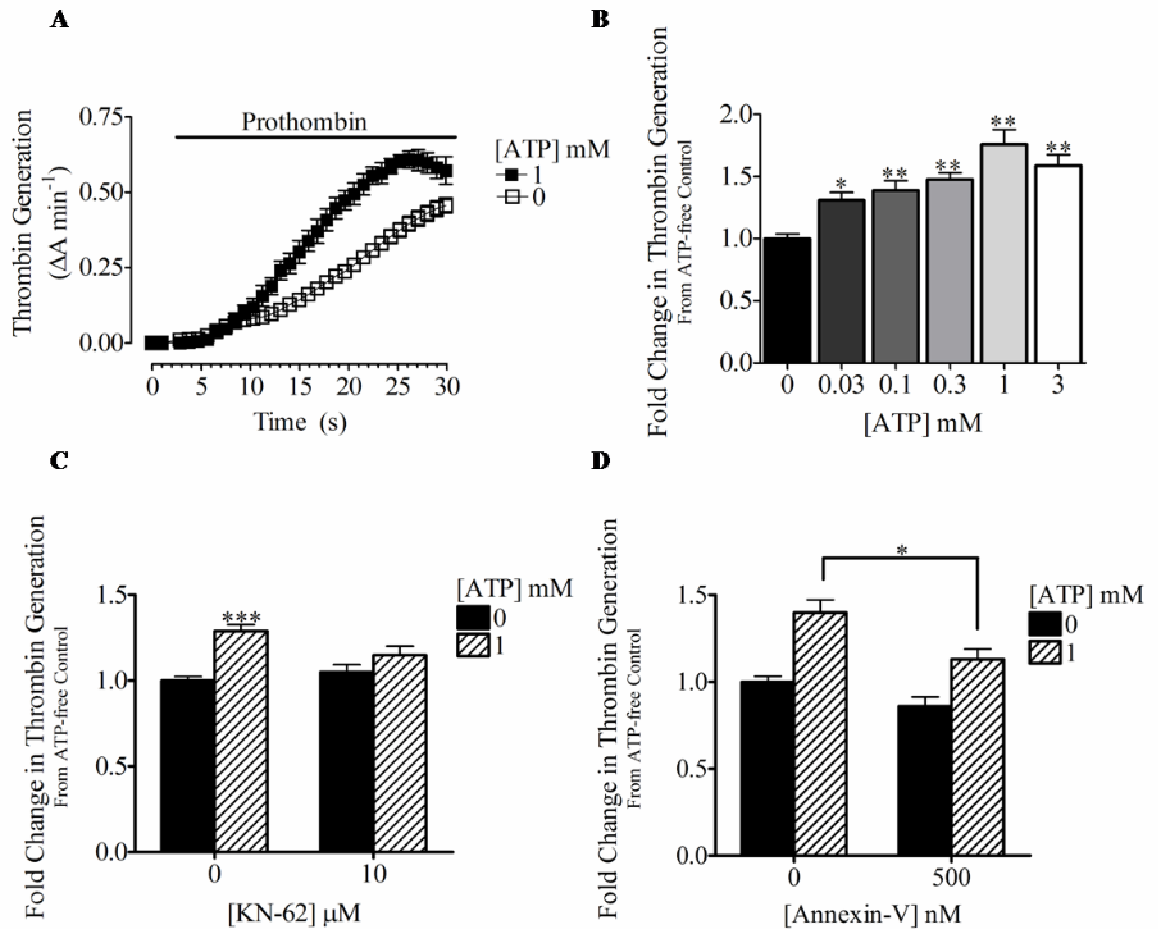 A
Thrombin Generation
(ΔA min⁻¹)
0.75
0.50
0.25
0.00
Prothombin
[ATP] mM
1
0
0 5 10 15 20 25 30
Time (s)
B
Fold Change in Thrombin Generation
From ATP-free Control
2.0
1.5
1.0
0.5
0.0
*
**
**
**
**
0 0.03 0.1 0.3 1 3
[ATP] mM
C
Fold Change in Thrombin Generation
From ATP-free Control
1.5
1.0
0.5
0.0
***
[ATP] mM
0
1
0 10
[KN-62] μM
D
Fold Change in Thrombin Generation
From ATP-free Control
1.5
1.0
0.5
0.0
*
[ATP] mM
0
1
0 500
[Annexin-V] nM